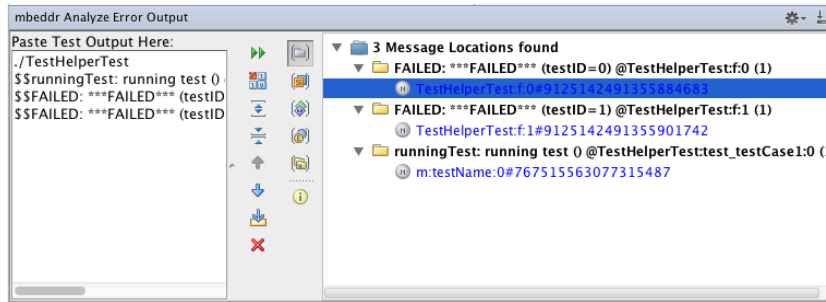 mbeddr Analyze Error Output
Paste Test Output Here:
./TestHelperTest
$$runningTest: running test ()
$$FAILED: ***FAILED*** (testID
$$FAILED: ***FAILED*** (testID
3 Message Locations found
FAILED: ***FAILED*** (testID=0) @TestHelperTest:f:0 (1)
TestHelperTest:f:0#9125142491355884683
FAILED: ***FAILED*** (testID=1) @TestHelperTest:f:1 (1)
TestHelperTest:f:1#9125142491355901742
runningTest: running test () @TestHelperTest:test_testCase1:0 (
m:testName:0#767515563077315487